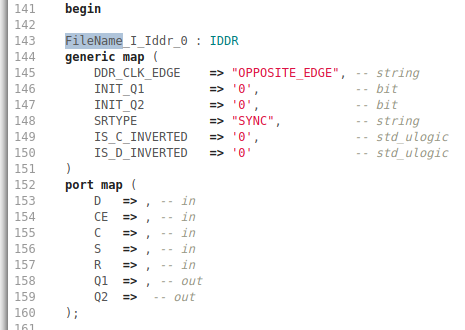 141 begin
142
143 FileName_I_Iddr_0 : IDDR
144 generic map (
145 DDR_CLK_EDGE => "OPPOSITE_EDGE", -- string
146 INIT_Q1 => '0', -- bit
147 INIT_Q2 => '0', -- bit
148 SRTYPE => "SYNC", -- string
149 IS_C_INVERTED => '0', -- std_ulogic
150 IS_D_INVERTED => '0' -- std_ulogic
151 )
152 port map (
153 D => , -- in
154 CE => , -- in
155 C => , -- in
156 S => , -- in
157 R => , -- in
158 Q1 => , -- out
159 Q2 => -- out
160 );
161